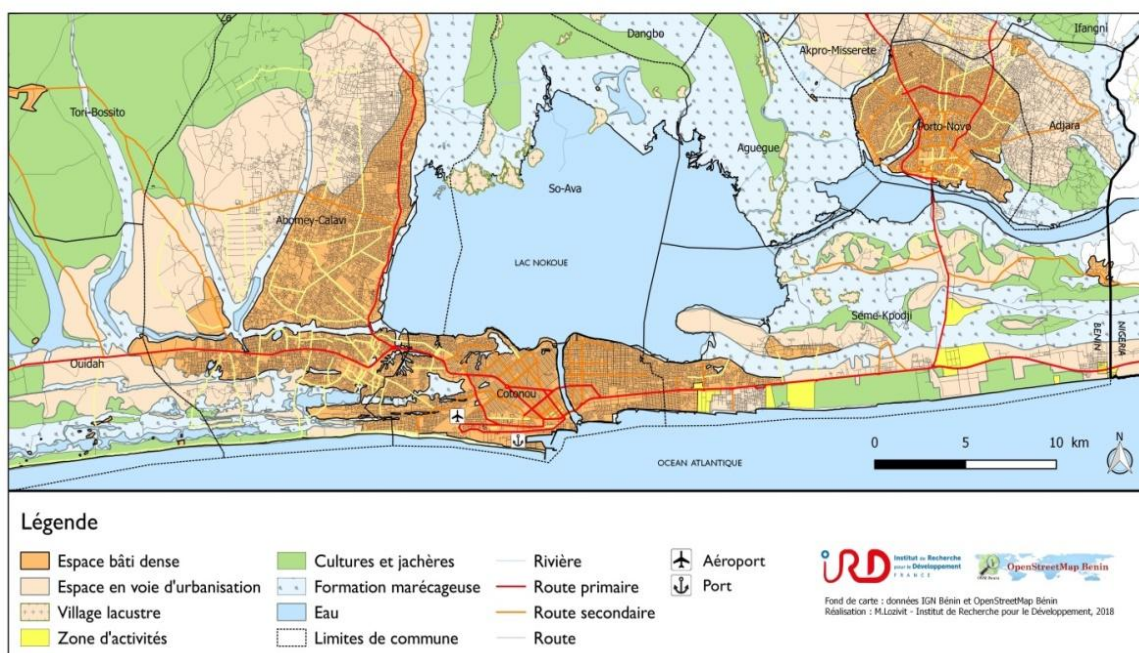 Dangbo
Ifangni
Akpro-Misserete
Tori-Bossito
Porto-Novo
Adjara
Aguegue
So-Ava
Abomey-Calavi
LAC NOKOUE
Sèmè-Kpodji
BENIN
NIGERIA
Ouidah
Cotonou
0 5 10 km
N
OCEAN ATLANTIQUE
Légende
Espace bâti dense
Espace en voie d'urbanisation
Village lacustre
Zone d'activités
Cultures et jachères
Formation marécageuse
Eau
Limites de commune
Rivière
Route primaire
Route secondaire
Route
Aéroport
Port
IRD
Institut de Recherche
pour le Développement
FRANCE
OpenStreetMap Benin
Fond de carte : données IGN Bénin et OpenStreetMap Bénin
Réalisation : M.Lozivit - Institut de Recherche pour le Développement, 2018